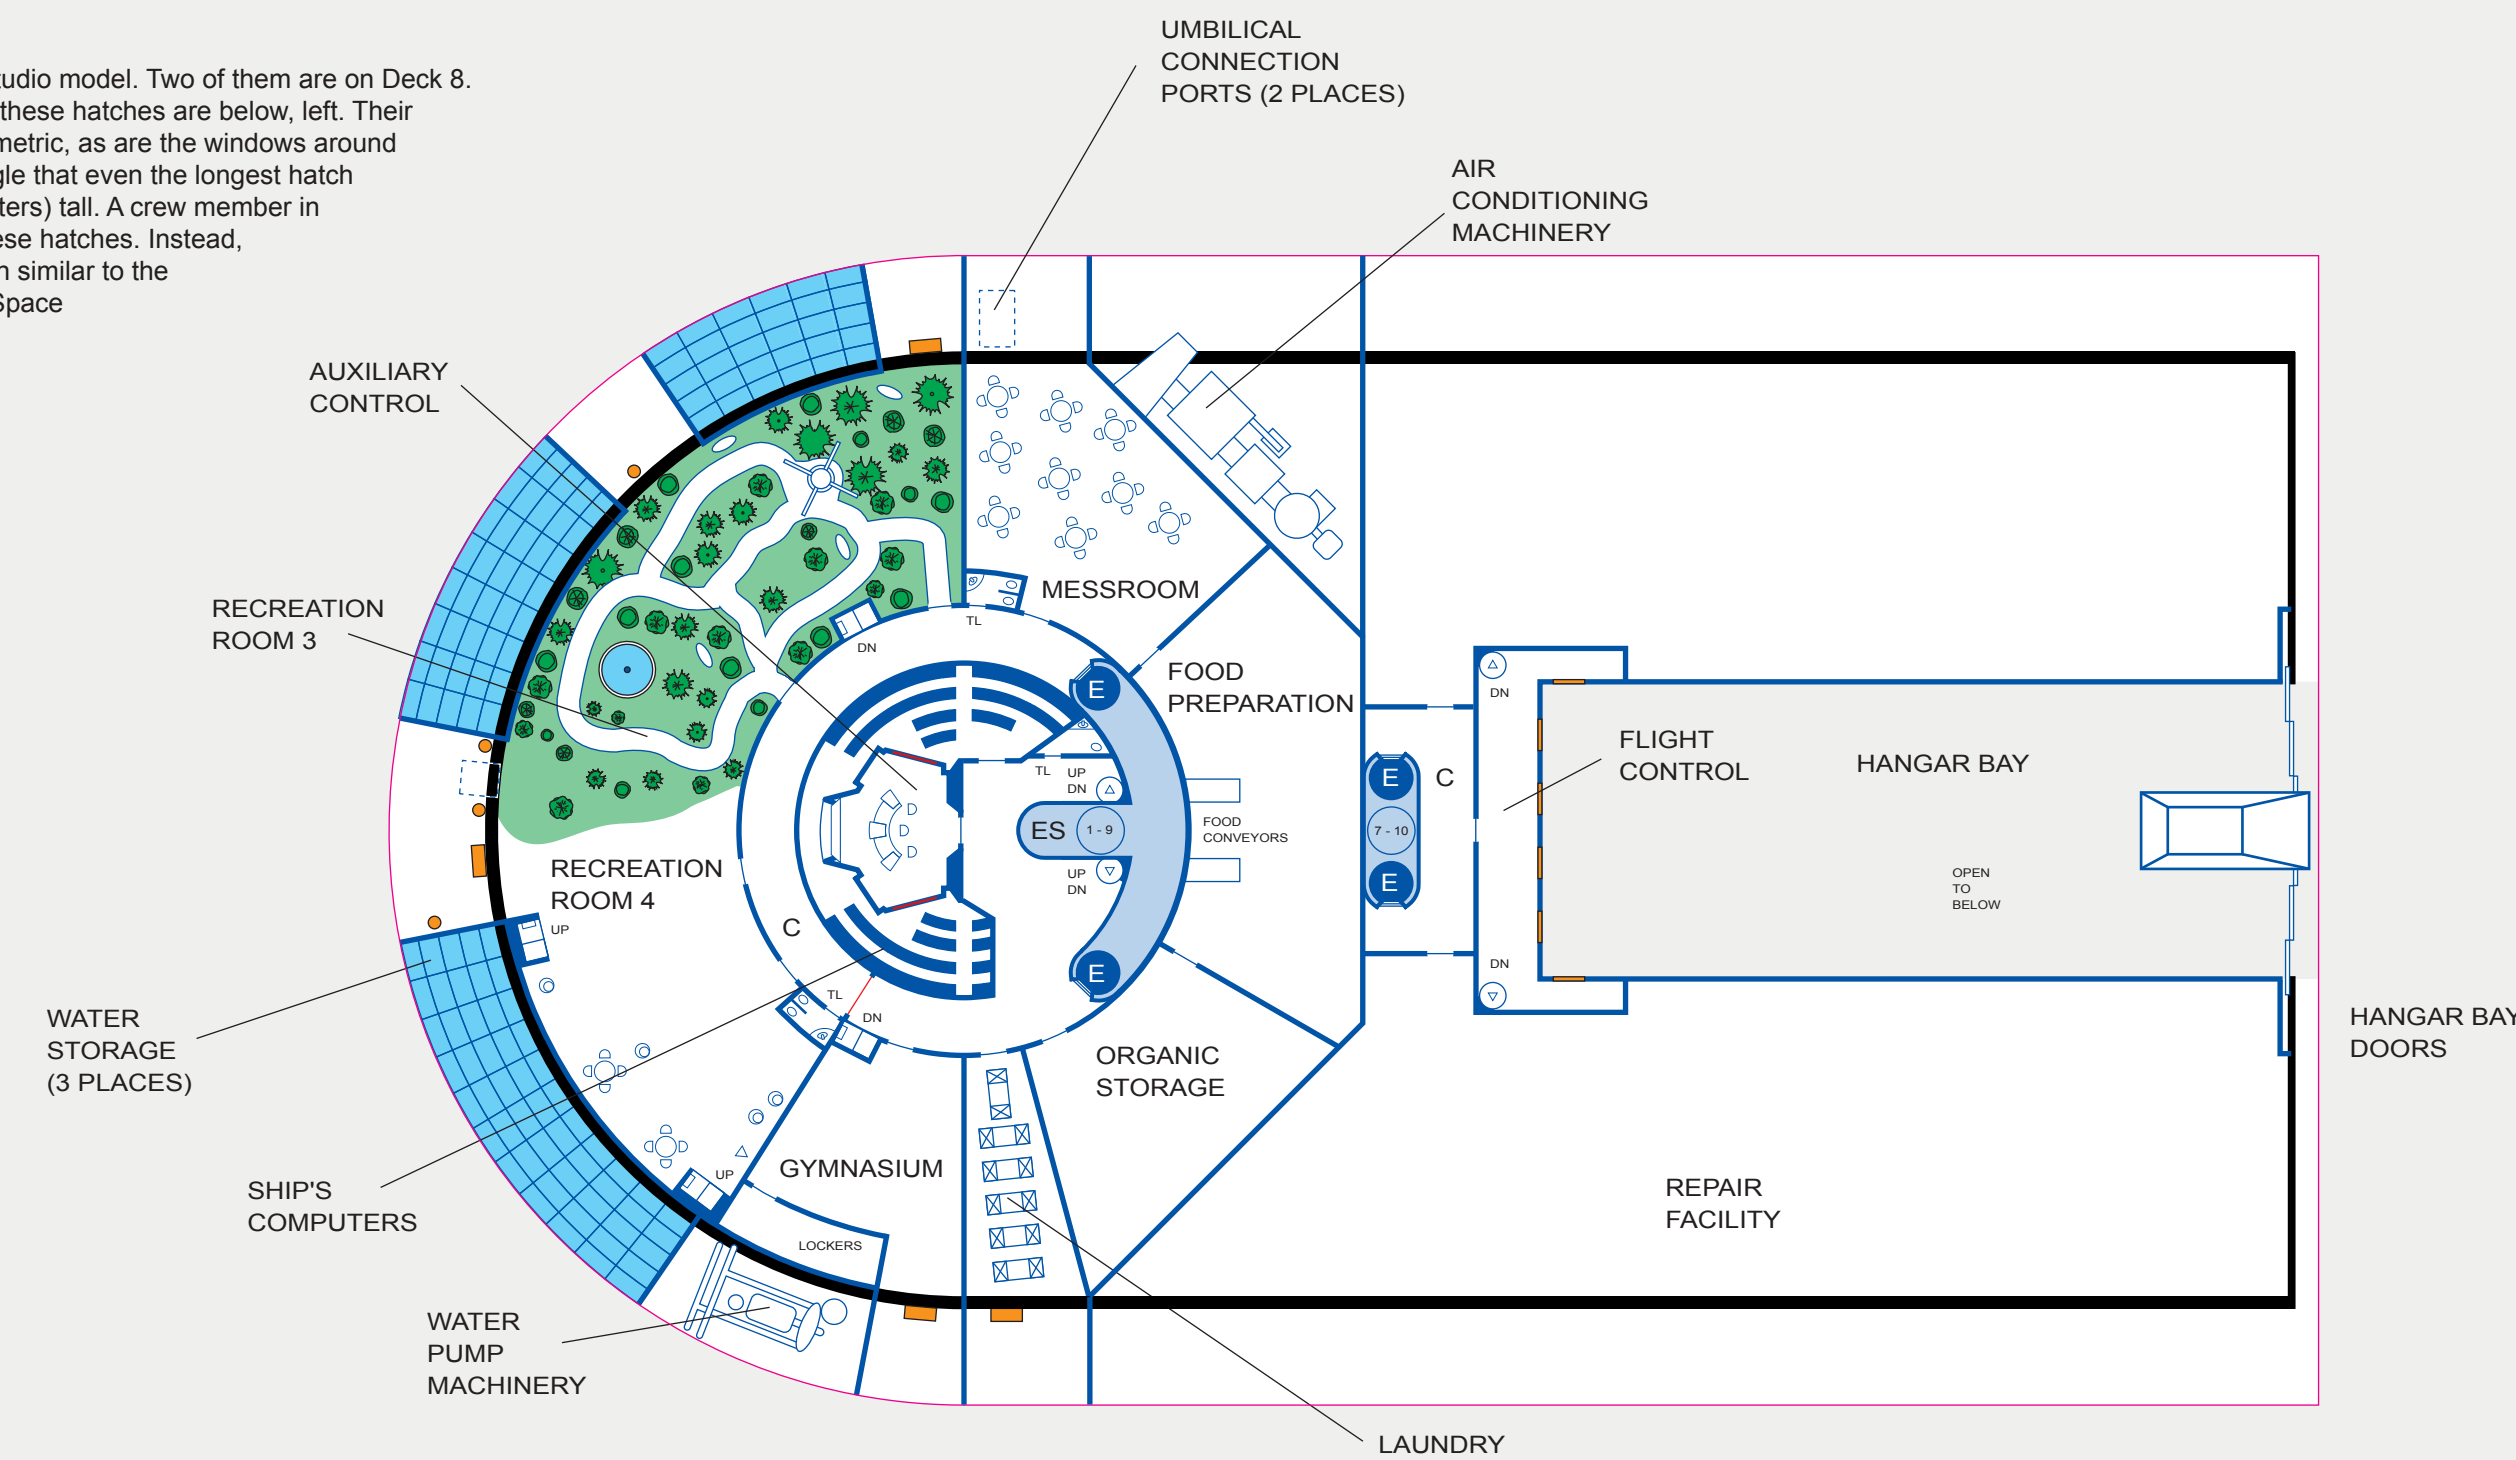 tudio model. Two of them are on Deck 8.
these hatches are below, left. Their
metric, as are the windows around
gle that even the longest hatch
ters) tall. A crew member in
ese hatches. Instead,
n similar to the
Space
UMBILICAL
CONNECTION
PORTS (2 PLACES)
AIR
CONDITIONING
MACHINERY
AUXILIARY
CONTROL
RECREATION
ROOM 3
MESSROOM
TL
DN
FOOD
PREPARATION
E
TL
UP
DN
ES
1 - 9
UP
DN
FOOD
CONVEYORS
E
E
7 - 10
E
C
DN
FLIGHT
CONTROL
HANGAR BAY
OPEN
TO
BELOW
DN
HANGAR BAY
DOORS
RECREATION
ROOM 4
UP
C
TL
DN
E
WATER
STORAGE
(3 PLACES)
ORGANIC
STORAGE
UP
GYMNASIUM
LOCKERS
SHIP'S
COMPUTERS
REPAIR
FACILITY
WATER
PUMP
MACHINERY
LAUNDRY